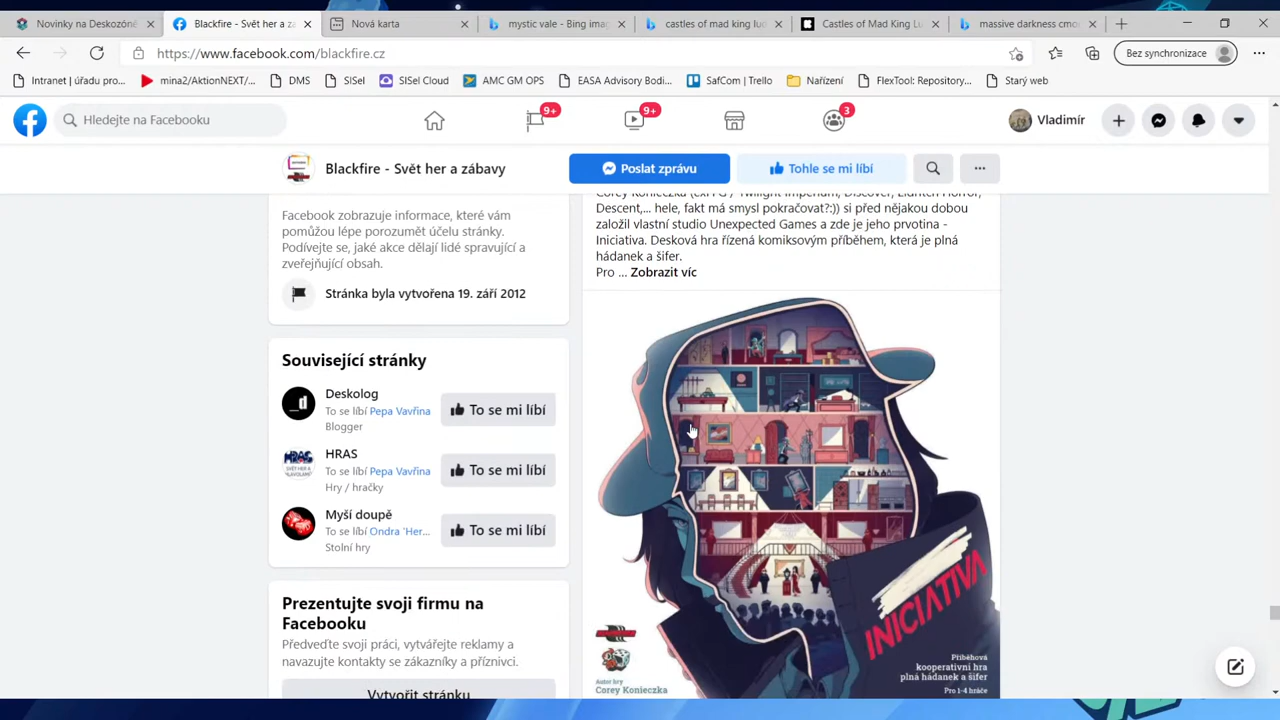 Novinky na Deskozóně
Blackfire - Svět her a zá
Nová karta
mystic vale - Bing imag
castles of mad king lud
Castles of Mad King Lu
massive darkness cmo
https://www.facebook.com/blackfire.cz
Bez synchronizace
Intranet | úřadu pro...
mina2/AktionNEXT/...
DMS
SISel
SISel Cloud
AMC GM OPS
EASA Advisory Bodi...
SafCom | Trello
Nařízení
FlexTool: Repository...
Starý web
Hledejte na Facebooku
9+
9+
3
Vladimír
Blackfire - Svět her a zábavy
Poslat zprávu
Tohle se mi líbí
Facebook zobrazuje informace, které vám
pomůžou lépe porozumět účelu stránky.
Podívejte se, jaké akce dělají lidé spravující a
zveřejňující obsah.
Stránka byla vytvořena 19. září 2012
Související stránky
_d
Deskolog
To se líbí Pepa Vavřina
Blogger
To se mi líbí
HRAS
HRAS
To se líbí Pepa Vavřina
Hry / hračky
To se mi líbí
Myší doupě
To se líbí Ondra 'Her...
Stolní hry
To se mi líbí
Prezentujte svoji firmu na
Facebooku
Předveďte svoji práci, vytvářejte reklamy a
navazujte kontakty se zákazníky a příznivci.
Vytvořit stránku
Descent,... hele, fakt má smysl pokračovat?:)) si před nějakou dobou
založil vlastní studio Unexpected Games a zde je jeho prvotina -
Iniciativa. Desková hra řízená komiksovým příběhem, která je plná
hádanek a šifer.
Pro ... Zobrazit víc
INICIATIVA
Příběhová
kooperativní hra
plná hádanek a šifer
Pro 1-4 hráče
Autor hry
Corey Konieczka